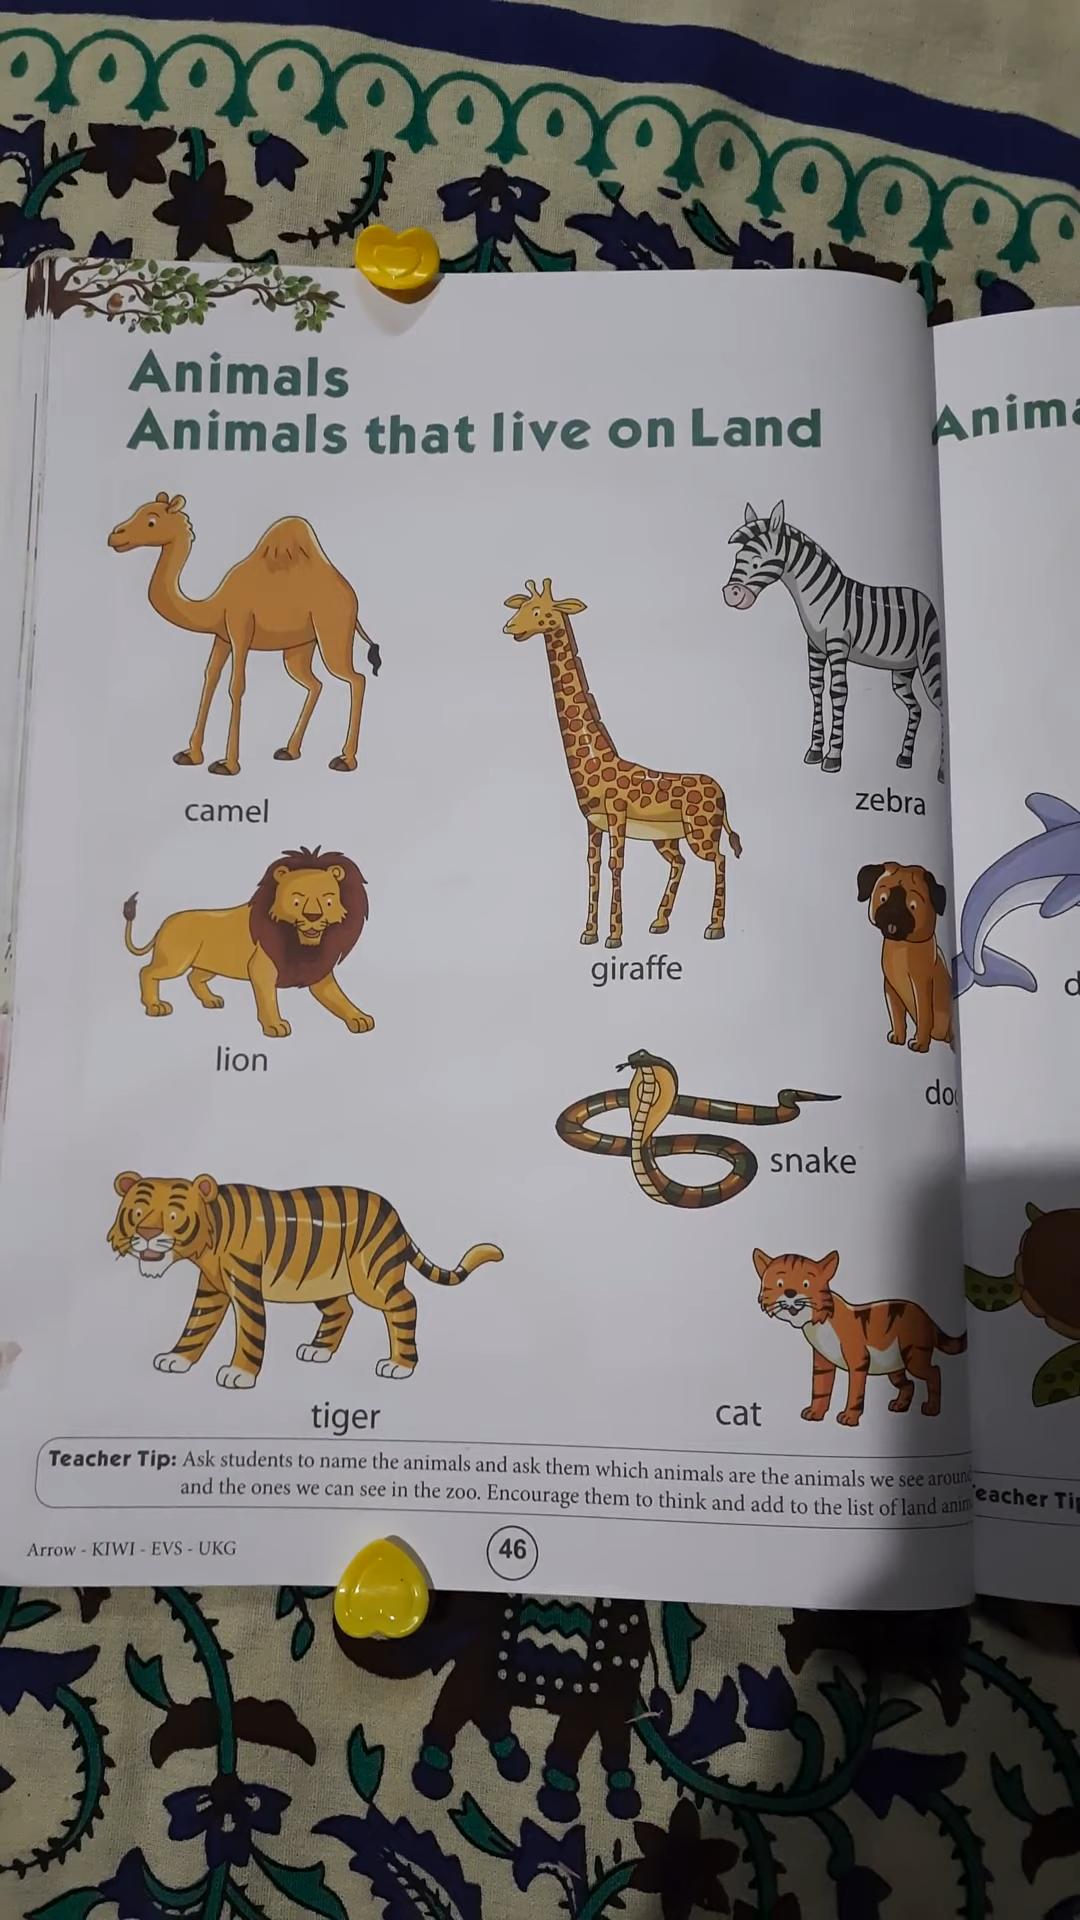 Animals
Animals that live on Land
camel
zebra
giraffe
lion
snake
tiger
cat
Teacher Tip: Ask students to name the animals and ask them which animals are the animals we see
and the ones we can see in the zoo. Encourage them to think and add to the list of land
Arrow - KIWI - EVS - UKG
46